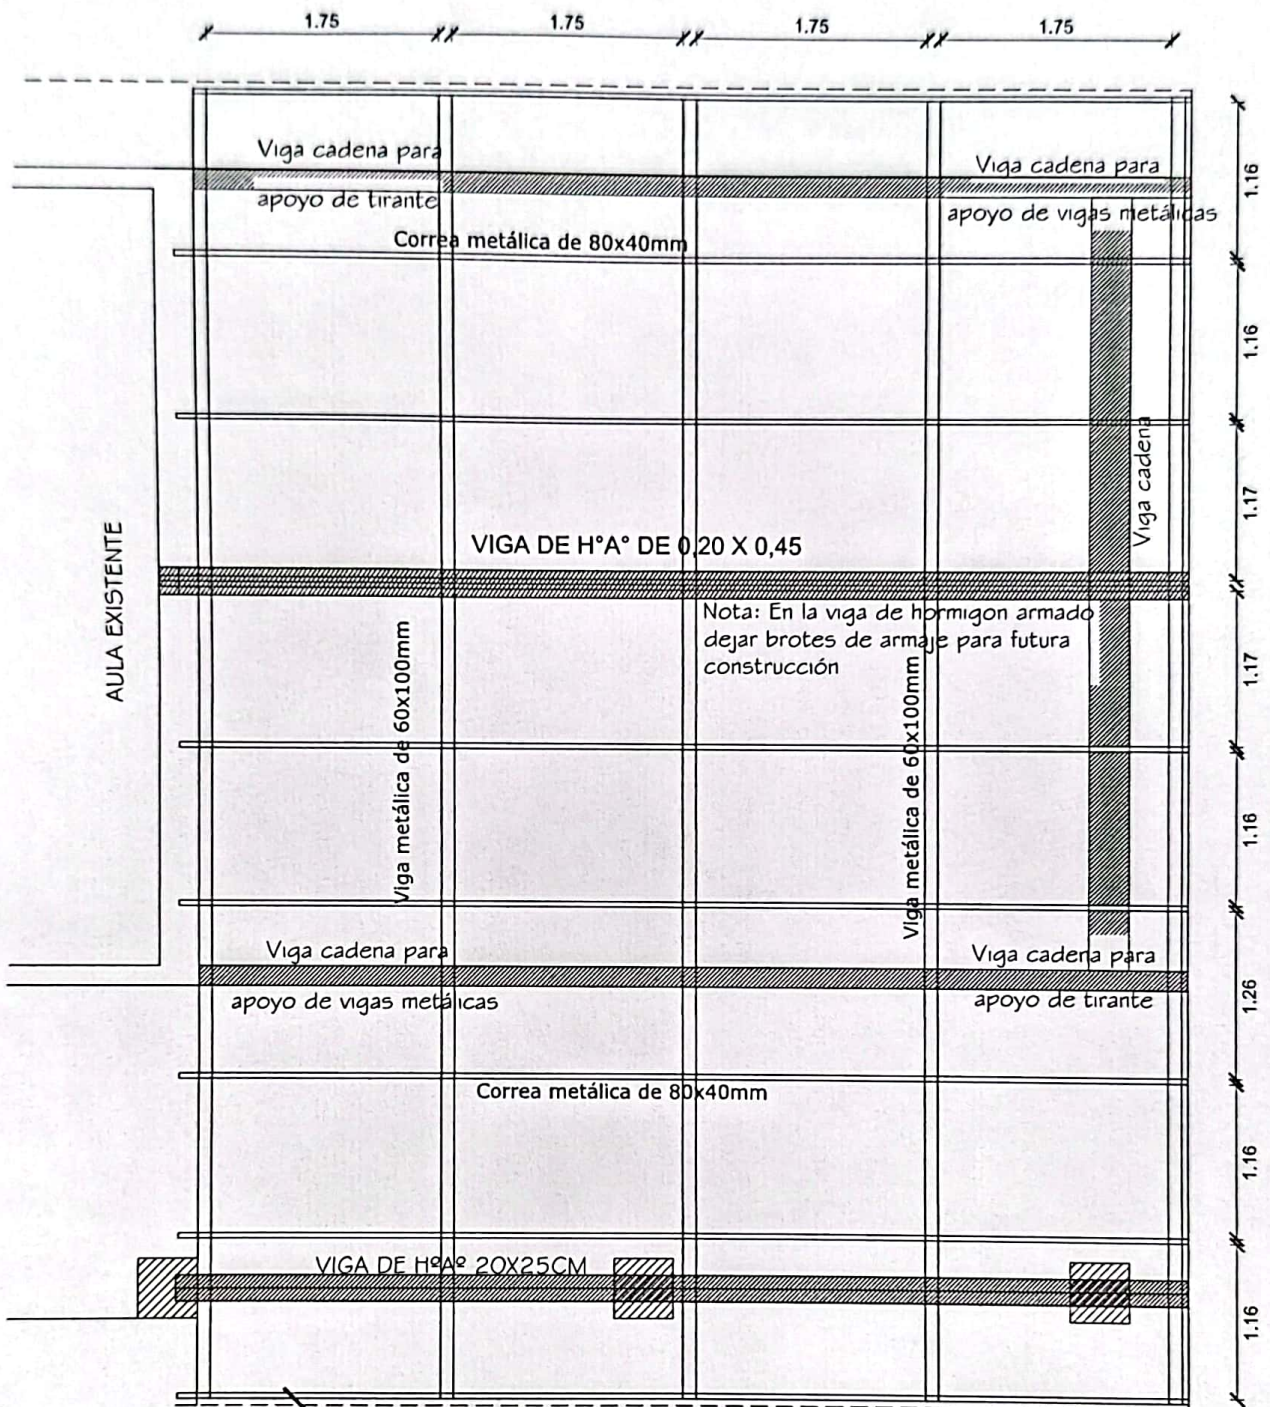 1.75
1.75
1.75
1.75
Viga cadena para
apoyo de tirante
Viga cadena para
apoyo de vigas metálicas
Correa metálica de 80x40mm
1.16
1.16
1.17
1.17
1.16
1.26
1.16
1.16
Viga cadena
AULA EXISTENTE
VIGA DE H°A° DE 0,20 X 0,45
Nota: En la viga de hormigon armado
dejar brotes de armaje para futura
construcción
Viga metálica de 60x100mm
Viga metálica de 60x100mm
Viga cadena para
apoyo de vigas metálicas
Viga cadena para
apoyo de tirante
Correa metálica de 80x40mm
VIGA DE HºAº 20X25CM